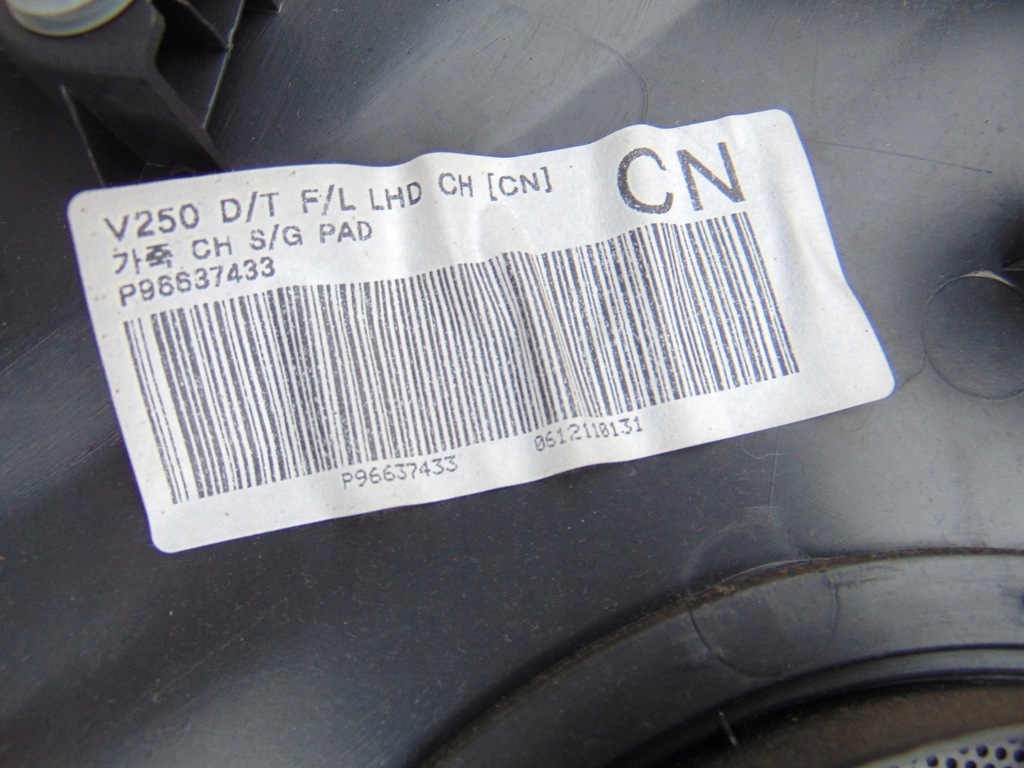 V250 D/T F/L LHD CH [CN]
CN
가죽 CH S/G PAD
P96637433
P96637433
0612110131